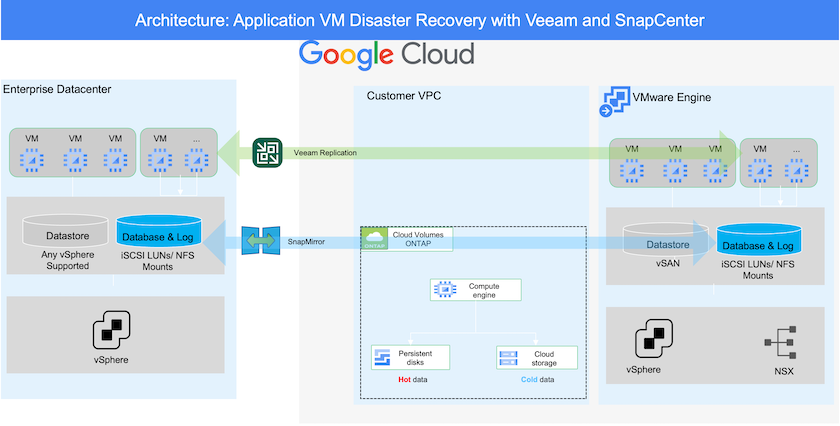 Architecture: Application VM Disaster Recovery with Veeam and SnapCenter
Google Cloud
Enterprise Datacenter
VM
VM
VM
VM
...
Datastore
Any vSphere
Supported
Database & Log
iSCSI LUNs/ NFS
Mounts
vSphere
Veeam Replication
SnapMirror
Customer VPC
ONTAP
Cloud Volumes
ONTAP
Compute
engine
Persistent
disks
Hot data
Cloud
storage
Cold data
VMware Engine
VM
VM
VM
VM
...
Datastore
vSAN
Database & Log
iSCSI LUNs/ NFS
Mounts
vSphere
NSX